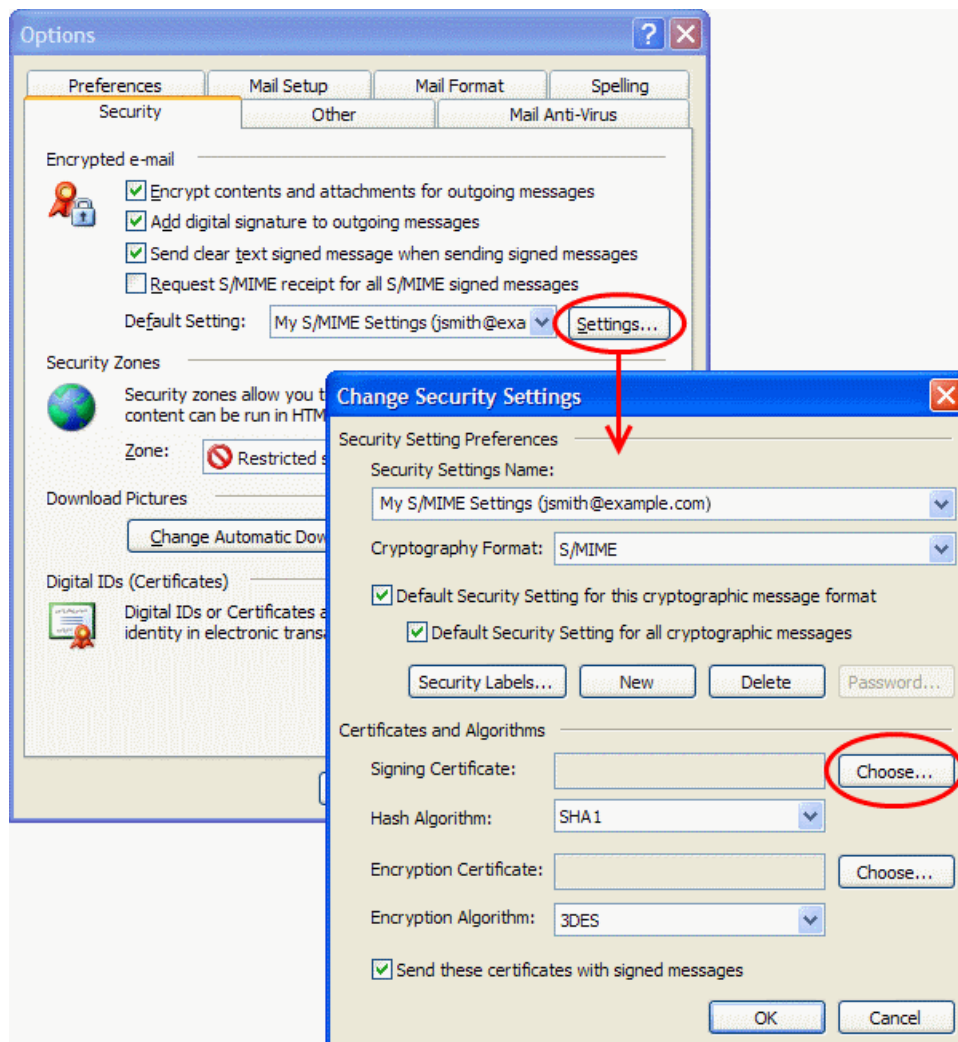 Options
Preferences
Mail Setup
Mail Format
Spelling
Security
Other
Mail Anti-Virus
Encrypted e-mail
Encrypt contents and attachments for outgoing messages
Add digital signature to outgoing messages
Send clear text signed message when sending signed messages
Request S/MIME receipt for all S/MIME signed messages
Default Setting:
My S/MIME Settings (jsmith@exa
Settings...
Security Zones
Security zones allow you t
content can be run in HTM
Zone:
Restricted s
Download Pictures
Change Automatic Dow
Digital IDs (Certificates)
Digital IDs or Certificates a
identity in electronic transa
Change Security Settings
Security Setting Preferences
Security Settings Name:
My S/MIME Settings (jsmith@example.com)
Cryptography Format:
S/MIME
Default Security Setting for this cryptographic message format
Default Security Setting for all cryptographic messages
Security Labels...
New
Delete
Password...
Certificates and Algorithms
Signing Certificate:
Choose...
Hash Algorithm:
SHA1
Encryption Certificate:
Choose...
Encryption Algorithm:
3DES
Send these certificates with signed messages
OK
Cancel